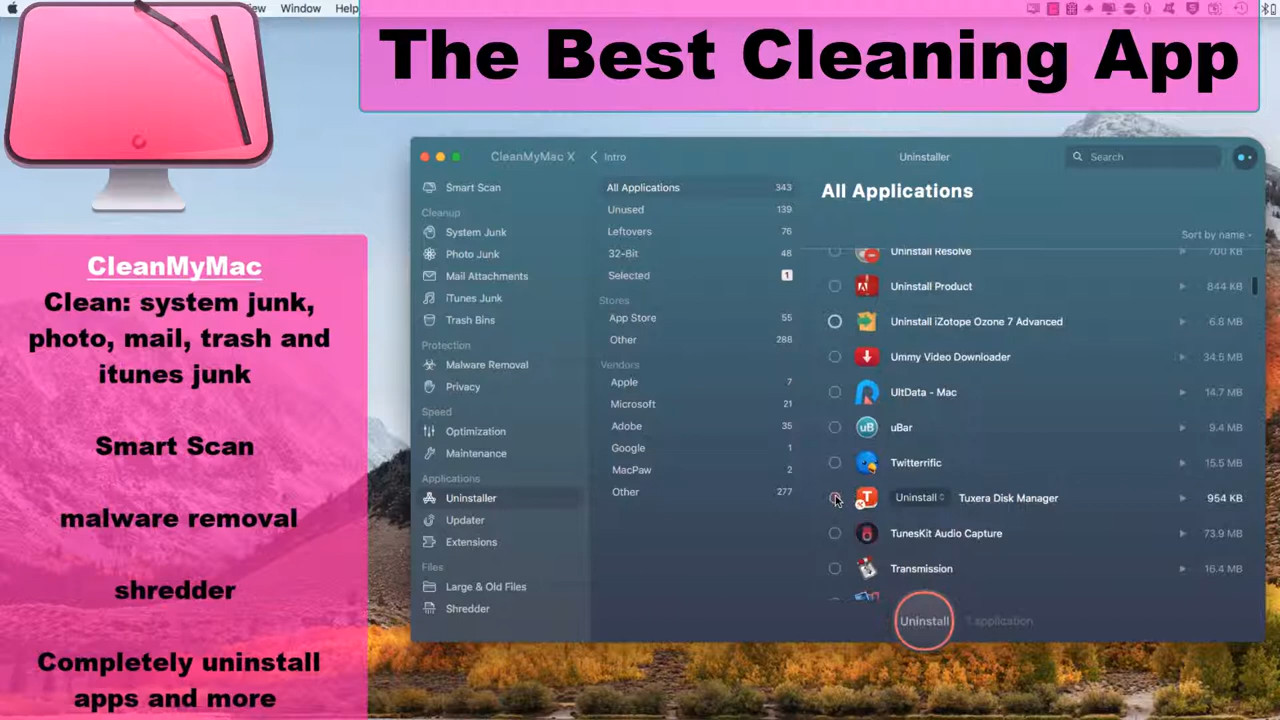 Window Help
The Best Cleaning App
CleanMyMac
Clean: system junk,
photo, mail, trash and
itunes junk
Smart Scan
malware removal
shredder
Completely uninstall
apps and more
CleanMyMac X
Intro
Uninstaller
Search
Smart Scan
Cleanup
System Junk
Photo Junk
Mail Attachments
iTunes Junk
Trash Bins
Protection
Malware Removal
Privacy
Speed
Optimization
Maintenance
Applications
Uninstaller
Updater
Extensions
Files
Large & Old Files
Shredder
All Applications 343
Unused 139
Leftovers 76
32-Bit 48
Selected 1
Stores
App Store 55
Other 288
Vendors
Apple 7
Microsoft 21
Adobe 35
Google 1
MacPaw 2
Other 277
All Applications
Sort by name
Uninstall Resolve 700 KB
Uninstall Product 844 KB
Uninstall iZotope Ozone 7 Advanced 6.8 MB
Ummy Video Downloader 34.5 MB
UltData - Mac 14.7 MB
uB uBar 9.4 MB
Twitterrific 15.5 MB
T Uninstall Tuxera Disk Manager 954 KB
TunesKit Audio Capture 73.9 MB
Transmission 16.4 MB
Uninstall 1 application